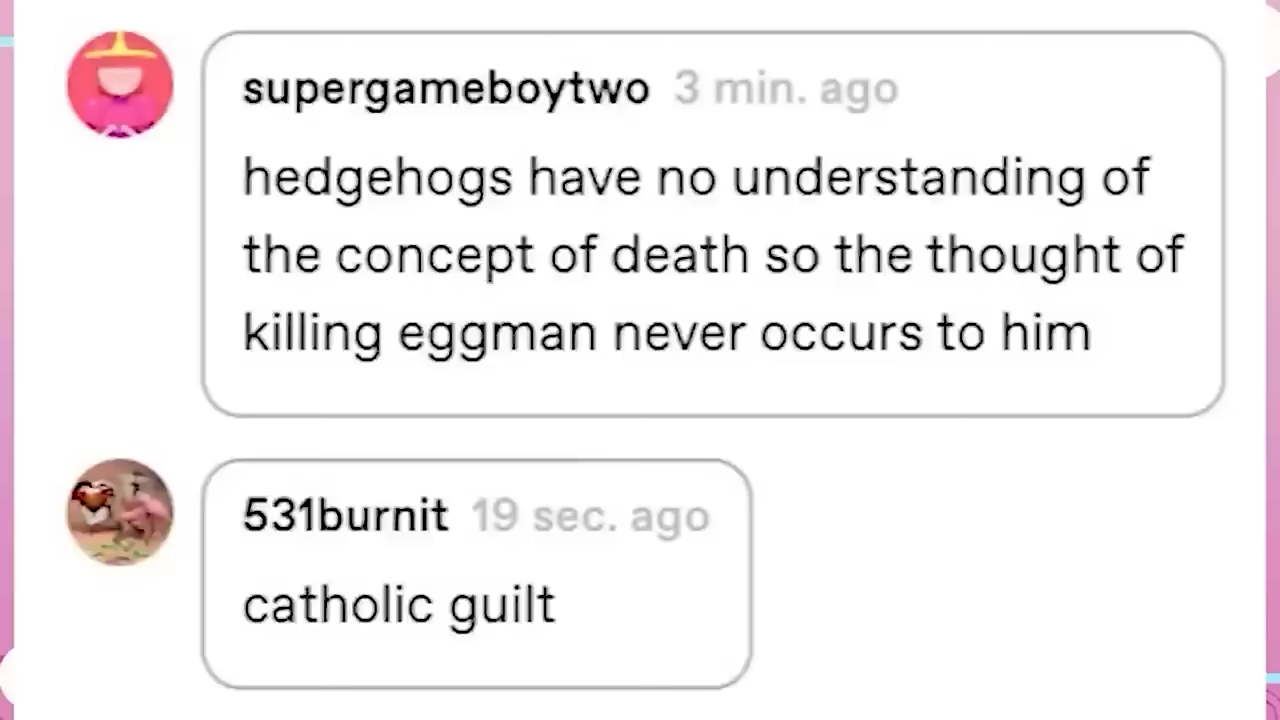 supergameboytwo 3 min. ago
hedgehogs have no understanding of
the concept of death so the thought of
killing eggman never occurs to him
531burnit 19 sec. ago
catholic guilt